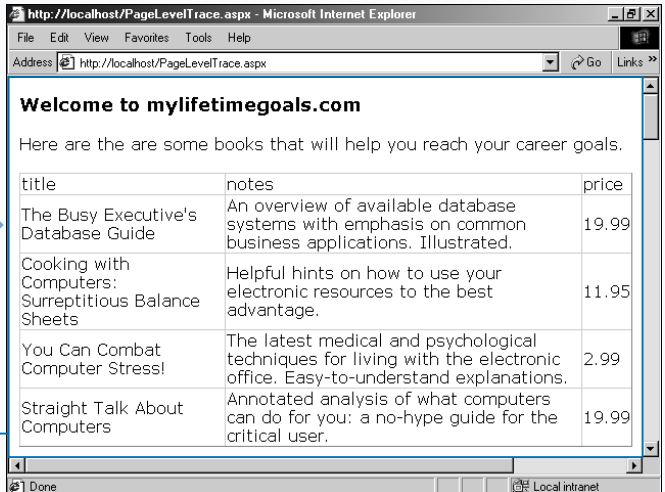 http://localhost/PageLevelTrace.aspx - Microsoft Internet Explorer
File Edit View Favorites Tools Help
Address http://localhost/PageLevelTrace.aspx Go Links »
Welcome to mylifetimegoals.com
Here are the are some books that will help you reach your career goals.
title notes price
The Busy Executive's
Database Guide
An overview of available database
systems with emphasis on common
business applications. Illustrated.
19.99
Cooking with
Computers:
Surreptitious Balance
Sheets
Helpful hints on how to use your
electronic resources to the best
advantage.
11.95
You Can Combat
Computer Stress!
The latest medical and psychological
techniques for living with the electronic
office. Easy-to-understand explanations.
2.99
Straight Talk About
Computers
Annotated analysis of what computers
can do for you: a no-hype guide for the
critical user.
19.99
Done Local intranet